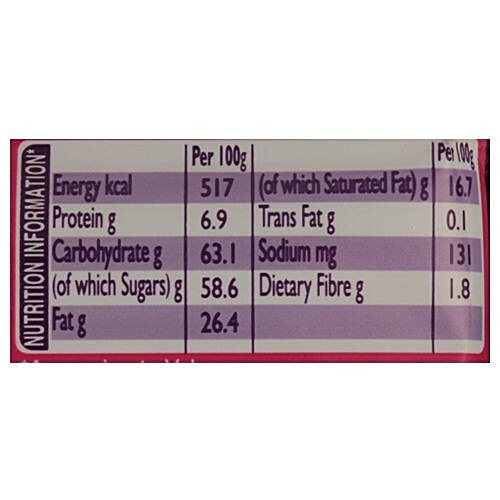 NUTRITION INFORMATION*
Per 100g Per 100g
Energy kcal 517 (of which Saturated Fat) g 16.7
Protein g 6.9 Trans Fat g 0.1
Carbohydrate g 63.1 Sodium mg 131
(of which Sugars) g 58.6 Dietary Fibre g 1.8
Fat g 26.4